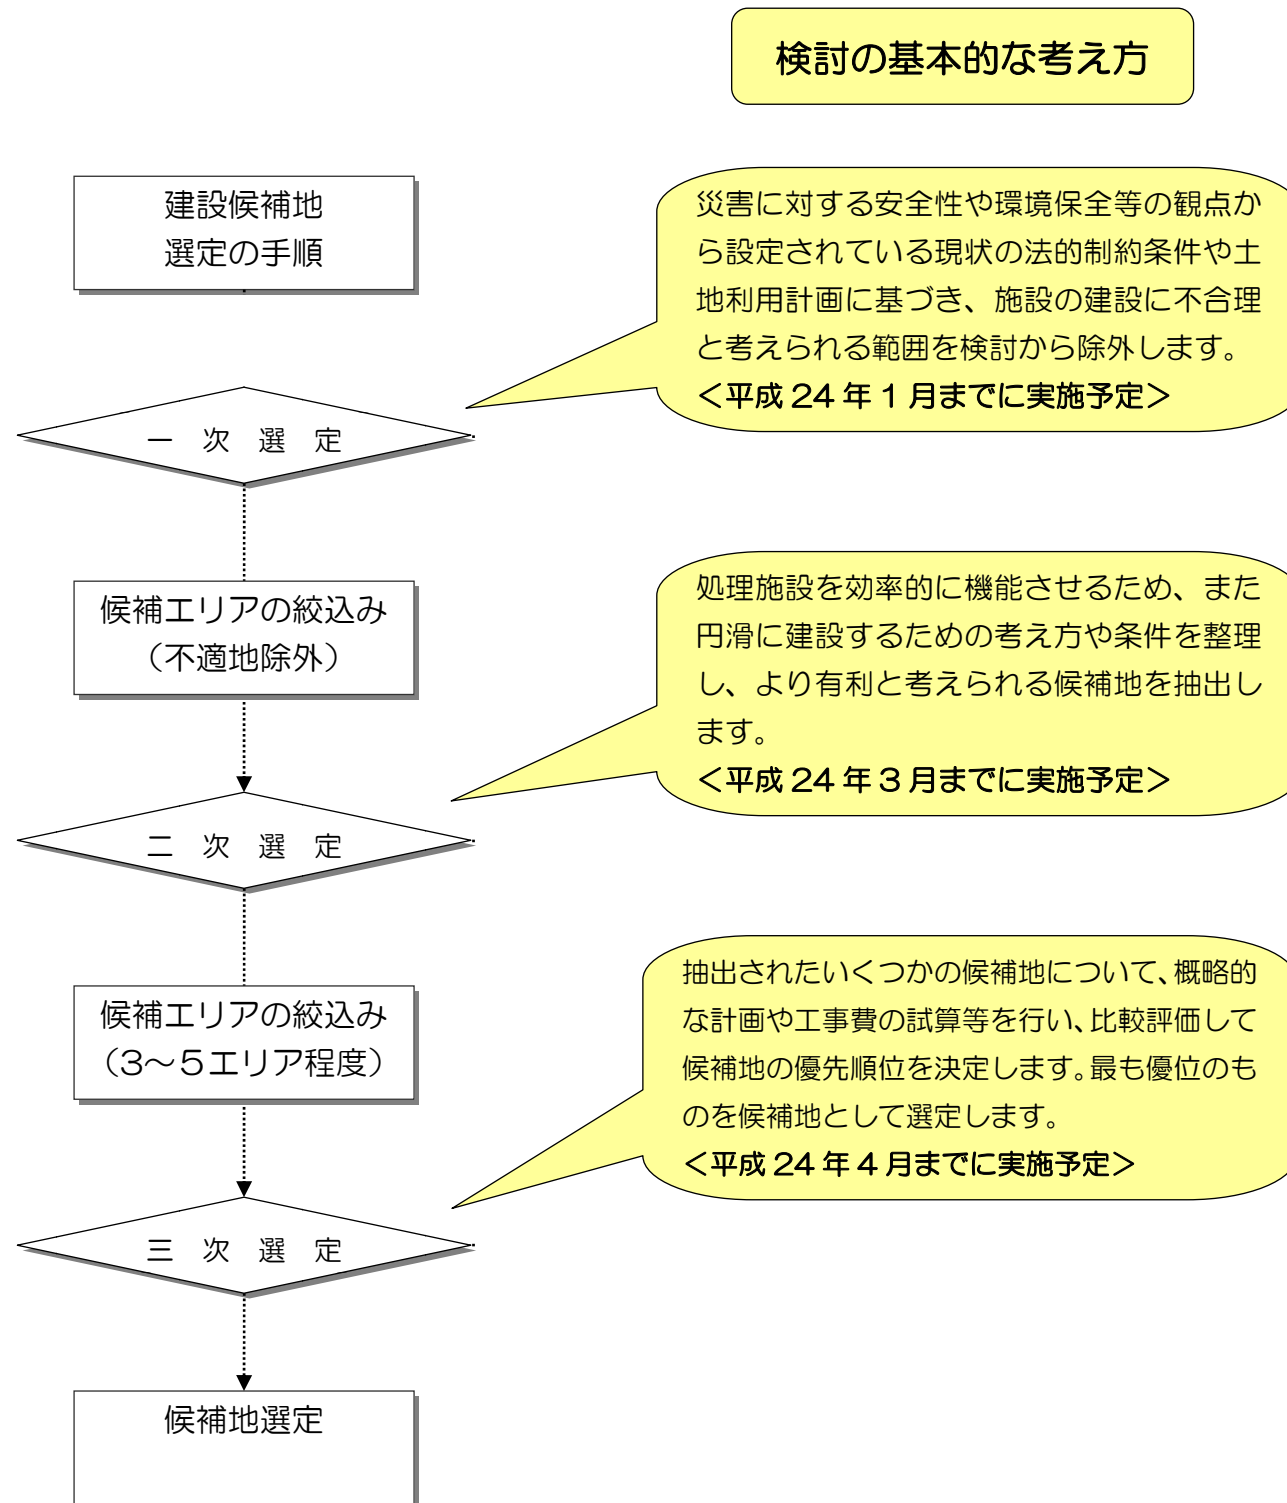 検討の基本的な考え方
建設候補地
選定の手順
災害に対する安全性や環境保全等の観点か
ら設定されている現状の法的制約条件や土
地利用計画に基づき、施設の建設に不合理
と考えられる範囲を検討から除外します。
＜平成 24 年 1 月までに実施予定＞
一 次 選 定
候補エリアの絞込み
（不適地除外）
処理施設を効率的に機能させるため、また
円滑に建設するための考え方や条件を整理
し、より有利と考えられる候補地を抽出し
ます。
＜平成 24 年 3 月までに実施予定＞
二 次 選 定
候補エリアの絞込み
（3～5エリア程度）
抽出されたいくつかの候補地について、概略的
な計画や工事費の試算等を行い、比較評価して
候補地の優先順位を決定します。最も優位のも
のを候補地として選定します。
＜平成 24 年 4 月までに実施予定＞
三 次 選 定
候補地選定